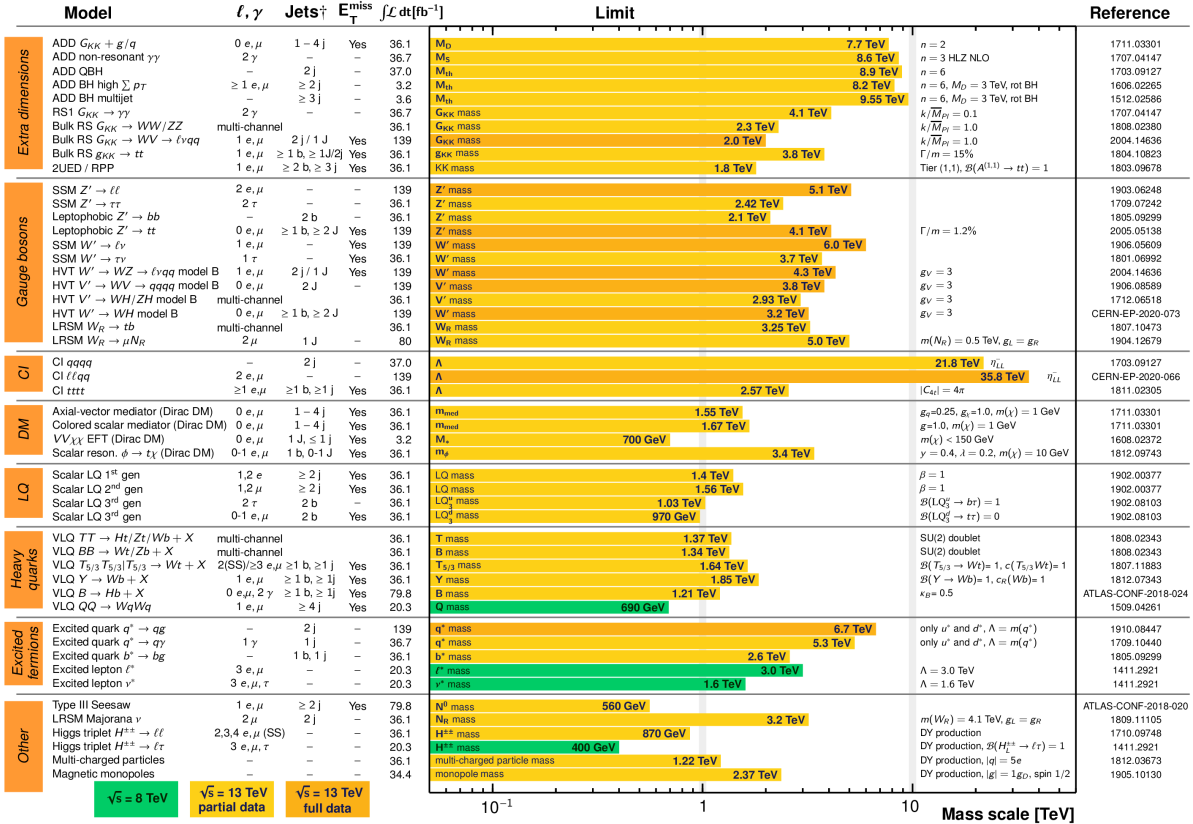 Model ℓ, γ Jets† E_T^miss ∫ℒ dt[fb⁻¹] Limit Reference
Extra dimensions
ADD G_KK + g/q 0 e, μ 1 − 4 j Yes 36.1 M_D 7.7 TeV n = 2 1711.03301
ADD non-resonant γγ 2 γ − − 36.7 M_S 8.6 TeV n = 3 HLZ NLO 1707.04147
ADD QBH − 2 j − 37.0 M_th 8.9 TeV n = 6 1703.09127
ADD BH high ∑ p_T ≥ 1 e, μ ≥ 2 j − 3.2 M_th 8.2 TeV n = 6, M_D = 3 TeV, rot BH 1606.02265
ADD BH multijet − ≥ 3 j − 3.6 M_th 9.55 TeV n = 6, M_D = 3 TeV, rot BH 1512.02586
RS1 G_KK → γγ 2 γ − − 36.7 G_KK mass 4.1 TeV k/M̅_Pl = 0.1 1707.04147
Bulk RS G_KK → WW/ZZ multi-channel 36.1 G_KK mass 2.3 TeV k/M̅_Pl = 1.0 1808.02380
Bulk RS G_KK → WV → ℓνqq 1 e, μ 2 j / 1 J Yes 139 G_KK mass 2.0 TeV k/M̅_Pl = 1.0 2004.14636
Bulk RS g_KK → tt 1 e, μ ≥ 1 b, ≥ 1J/2j Yes 36.1 g_KK mass 3.8 TeV Γ/m = 15% 1804.10823
2UED / RPP 1 e, μ ≥ 2 b, ≥ 3 j Yes 36.1 KK mass 1.8 TeV Tier (1,1), ℬ(A^(1,1) → tt) = 1 1803.09678
Gauge bosons
SSM Z′ → ℓℓ 2 e, μ − − 139 Z′ mass 5.1 TeV 1903.06248
SSM Z′ → ττ 2 τ − − 36.1 Z′ mass 2.42 TeV 1709.07242
Leptophobic Z′ → bb − 2 b − 36.1 Z′ mass 2.1 TeV 1805.09299
Leptophobic Z′ → tt 0 e, μ ≥ 1 b, ≥ 2 J Yes 139 Z′ mass 4.1 TeV Γ/m = 1.2% 2005.05138
SSM W′ → ℓν 1 e, μ − Yes 139 W′ mass 6.0 TeV 1906.05609
SSM W′ → τν 1 τ − Yes 36.1 W′ mass 3.7 TeV 1801.06992
HVT W′ → WZ → ℓνqq model B 1 e, μ 2 j / 1 J Yes 139 W′ mass 4.3 TeV g_V = 3 2004.14636
HVT V′ → WV → qqqq model B 0 e, μ 2 J − 139 V′ mass 3.8 TeV g_V = 3 1906.08589
HVT V′ → WH/ZH model B multi-channel 36.1 V′ mass 2.93 TeV g_V = 3 1712.06518
HVT W′ → WH model B 0 e, μ ≥ 1 b, ≥ 2 J 139 W′ mass 3.2 TeV g_V = 3 CERN-EP-2020-073
LRSM W_R → tb multi-channel 36.1 W_R mass 3.25 TeV 1807.10473
LRSM W_R → μN_R 2 μ 1 J − 80 W_R mass 5.0 TeV m(N_R) = 0.5 TeV, g_L = g_R 1904.12679
CI
CI qqqq − 2 j − 37.0 Λ 21.8 TeV η⁻_LL 1703.09127
CI ℓℓqq 2 e, μ − − 139 Λ 35.8 TeV η⁻_LL CERN-EP-2020-066
CI tttt ≥1 e, μ ≥1 b, ≥1 j Yes 36.1 Λ 2.57 TeV |C_4t| = 4π 1811.02305
DM
Axial-vector mediator (Dirac DM) 0 e, μ 1 − 4 j Yes 36.1 m_med 1.55 TeV g_q=0.25, g_χ=1.0, m(χ) = 1 GeV 1711.03301
Colored scalar mediator (Dirac DM) 0 e, μ 1 − 4 j Yes 36.1 m_med 1.67 TeV g=1.0, m(χ) = 1 GeV 1711.03301
VVχχ EFT (Dirac DM) 0 e, μ 1 J, ≤ 1 j Yes 3.2 M_* 700 GeV m(χ) < 150 GeV 1608.02372
Scalar reson. φ → tχ (Dirac DM) 0-1 e, μ 1 b, 0-1 J Yes 36.1 m_φ 3.4 TeV y = 0.4, λ = 0.2, m(χ) = 10 GeV 1812.09743
LQ
Scalar LQ 1st gen 1,2 e ≥ 2 j Yes 36.1 LQ mass 1.4 TeV β = 1 1902.00377
Scalar LQ 2nd gen 1,2 μ ≥ 2 j Yes 36.1 LQ mass 1.56 TeV β = 1 1902.00377
Scalar LQ 3rd gen 2 τ 2 b − 36.1 LQ₃ᵘ mass 1.03 TeV ℬ(LQ₃ᵘ → bτ) = 1 1902.08103
Scalar LQ 3rd gen 0-1 e, μ 2 b Yes 36.1 LQ₃ᵈ mass 970 GeV ℬ(LQ₃ᵈ → tτ) = 0 1902.08103
Heavy quarks
VLQ TT → Ht/Zt/Wb + X multi-channel 36.1 T mass 1.37 TeV SU(2) doublet 1808.02343
VLQ BB → Wt/Zb + X multi-channel 36.1 B mass 1.34 TeV SU(2) doublet 1808.02343
VLQ T_5/3 T_5/3|T_5/3 → Wt + X 2(SS)/≥3 e,μ ≥1 b, ≥1 j Yes 36.1 T_5/3 mass 1.64 TeV ℬ(T_5/3 → Wt)= 1, c(T_5/3 Wt)= 1 1807.11883
VLQ Y → Wb + X 1 e, μ ≥ 1 b, ≥ 1j Yes 36.1 Y mass 1.85 TeV ℬ(Y → Wb)= 1, c_R(Wb)= 1 1812.07343
VLQ B → Hb + X 0 e,μ, 2 γ ≥ 1 b, ≥ 1j Yes 79.8 B mass 1.21 TeV κ_B= 0.5 ATLAS-CONF-2018-024
VLQ QQ → WqWq 1 e, μ ≥ 4 j Yes 20.3 Q mass 690 GeV 1509.04261
Excited fermions
Excited quark q* → qg − 2 j − 139 q* mass 6.7 TeV only u* and d*, Λ = m(q*) 1910.08447
Excited quark q* → qγ 1 γ 1 j − 36.7 q* mass 5.3 TeV only u* and d*, Λ = m(q*) 1709.10440
Excited quark b* → bg − 1 b, 1 j − 36.1 b* mass 2.6 TeV 1805.09299
Excited lepton ℓ* 3 e, μ − − 20.3 ℓ* mass 3.0 TeV Λ = 3.0 TeV 1411.2921
Excited lepton ν* 3 e, μ, τ − − 20.3 ν* mass 1.6 TeV Λ = 1.6 TeV 1411.2921
Other
Type III Seesaw 1 e, μ ≥ 2 j Yes 79.8 N⁰ mass 560 GeV ATLAS-CONF-2018-020
LRSM Majorana ν 2 μ 2 j − 36.1 N_R mass 3.2 TeV m(W_R) = 4.1 TeV, g_L = g_R 1809.11105
Higgs triplet H^±± → ℓℓ 2,3,4 e, μ (SS) − − 36.1 H^±± mass 870 GeV DY production 1710.09748
Higgs triplet H^±± → ℓτ 3 e, μ, τ − − 20.3 H^±± mass 400 GeV DY production, ℬ(H_L^±± → ℓτ) = 1 1411.2921
Multi-charged particles − − − 36.1 multi-charged particle mass 1.22 TeV DY production, |q| = 5e 1812.03673
Magnetic monopoles − − − 34.4 monopole mass 2.37 TeV DY production, |g| = 1g_D, spin 1/2 1905.10130
√s = 8 TeV
√s = 13 TeV
partial data
√s = 13 TeV
full data
10⁻¹ 1 10
Mass scale [TeV]